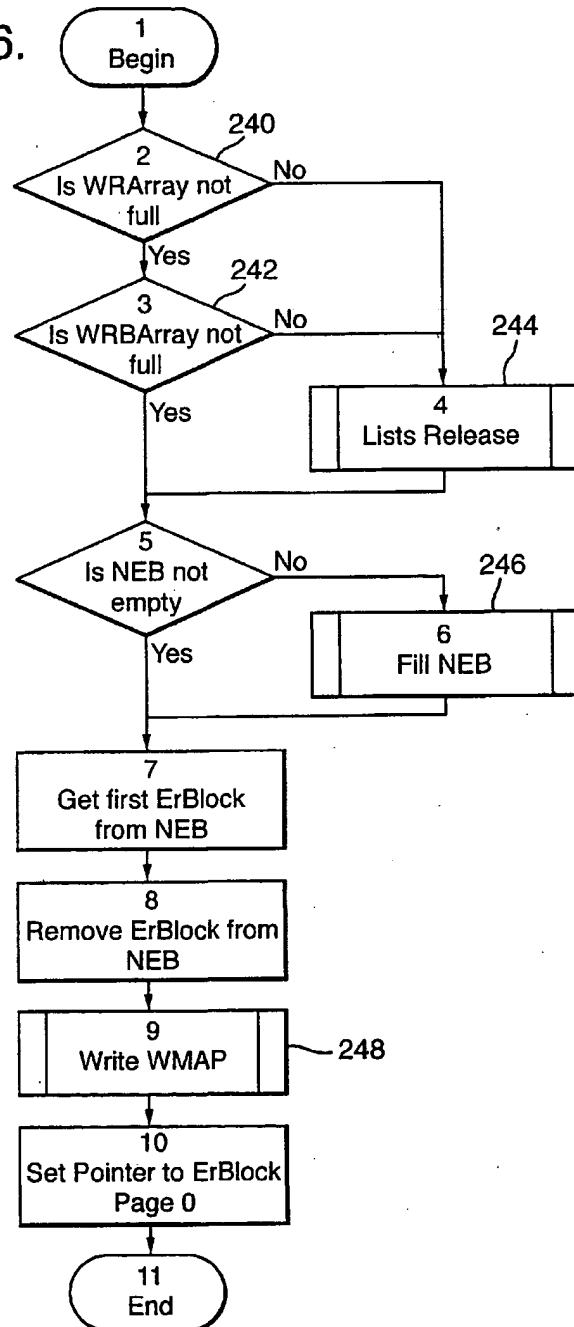 6.
1
Begin
240
2
Is WRArray not
full
No
Yes
242
3
Is WRBArray not
full
No
Yes
244
4
Lists Release
5
Is NEB not
empty
No
Yes
246
6
Fill NEB
7
Get first ErBlock
from NEB
8
Remove ErBlock from
NEB
9
Write WMAP
248
10
Set Pointer to ErBlock
Page 0
11
End